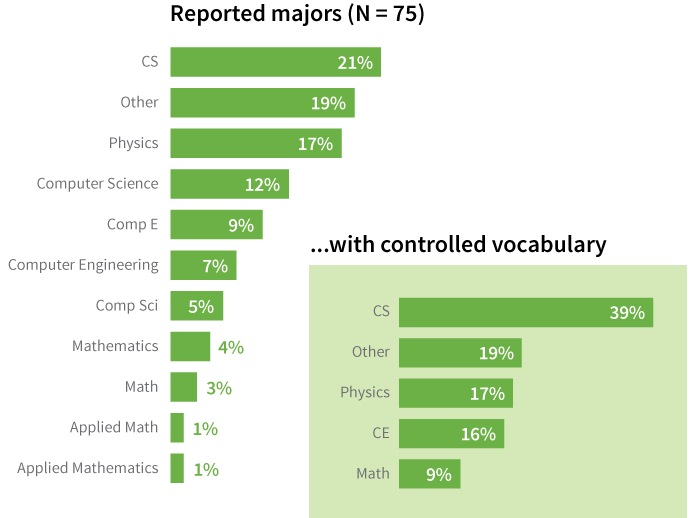 Reported majors (N = 75)
CS 21%
Other 19%
Physics 17%
Computer Science 12%
Comp E 9%
Computer Engineering 7%
Comp Sci 5%
Mathematics 4%
Math 3%
Applied Math 1%
Applied Mathematics 1%
...with controlled vocabulary
CS 39%
Other 19%
Physics 17%
CE 16%
Math 9%